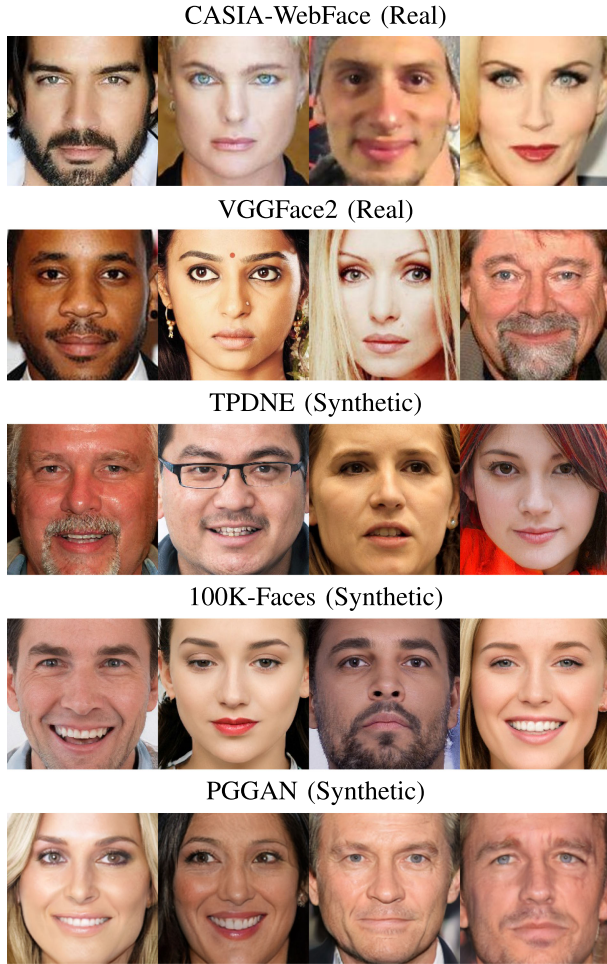 CASIA-WebFace (Real)
VGGFace2 (Real)
TPDNE (Synthetic)
100K-Faces (Synthetic)
PGGAN (Synthetic)